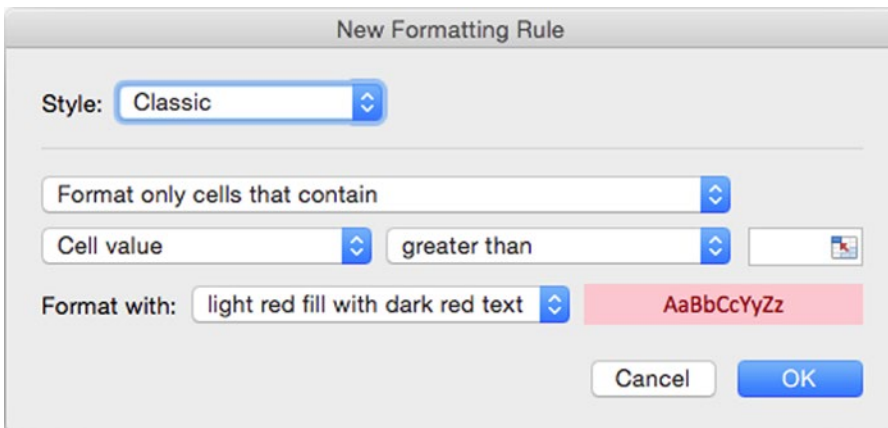 New Formatting Rule
Style: Classic
Format only cells that contain
Cell value greater than
Format with: light red fill with dark red text AaBbCcYyZz
Cancel OK